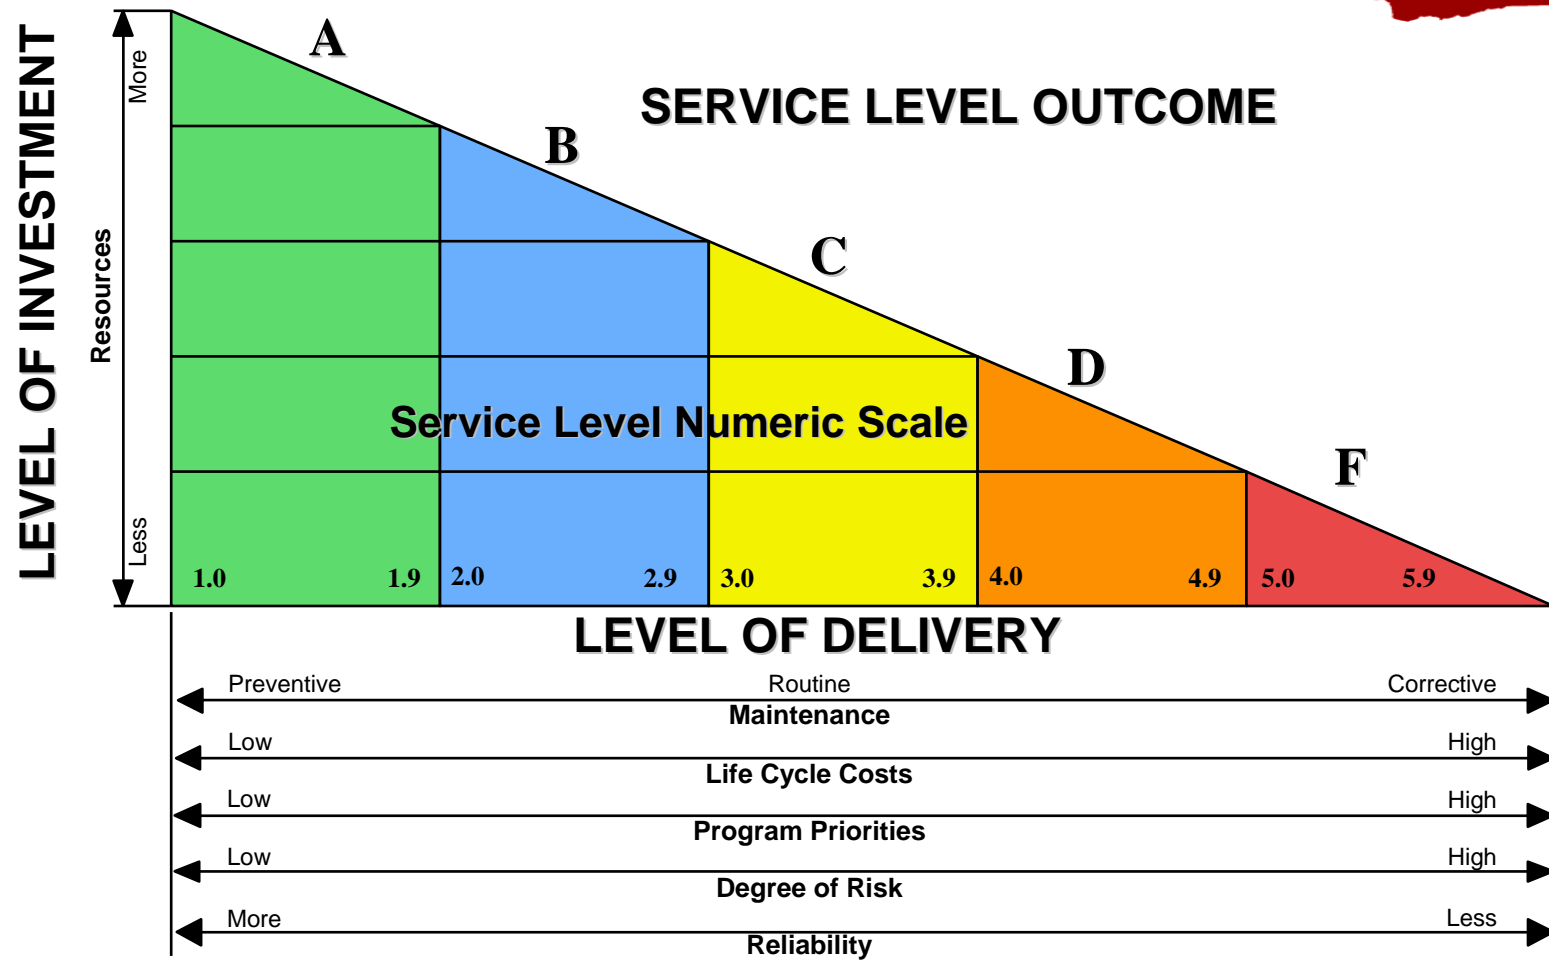 LEVEL OF INVESTMENT
Resources
More
Less
SERVICE LEVEL OUTCOME
A
B
C
D
F
Service Level Numeric Scale
1.0 1.9 2.0 2.9 3.0 3.9 4.0 4.9 5.0 5.9
LEVEL OF DELIVERY
Preventive Routine Corrective
Maintenance
Low High
Life Cycle Costs
Low High
Program Priorities
Low High
Degree of Risk
More Less
Reliability